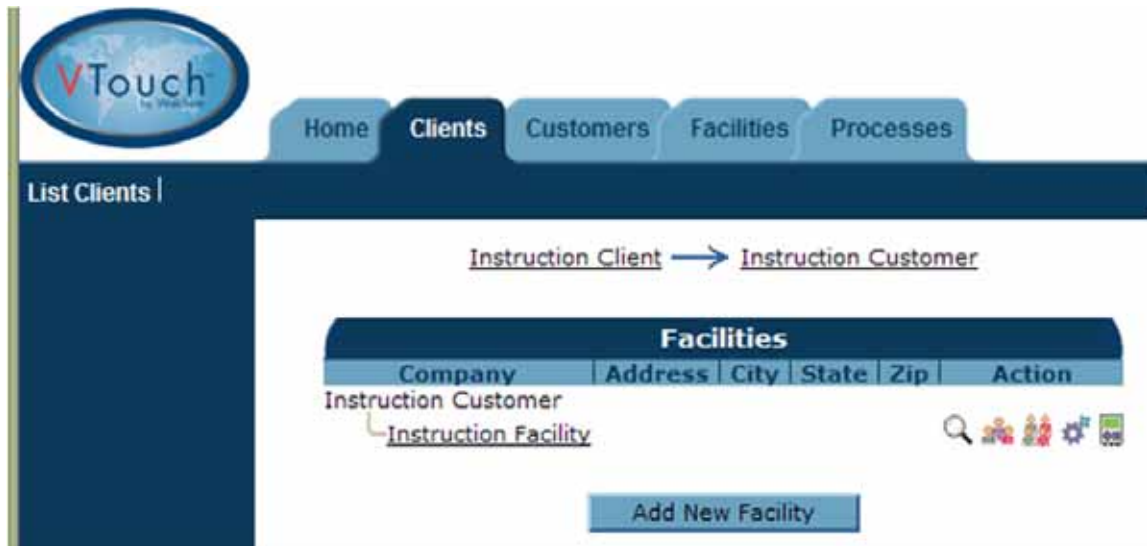 VTouch
Home Clients Customers Facilities Processes
List Clients |
Instruction Client → Instruction Customer
Facilities
Company | Address | City | State | Zip | Action
Instruction Customer
Instruction Facility
Add New Facility